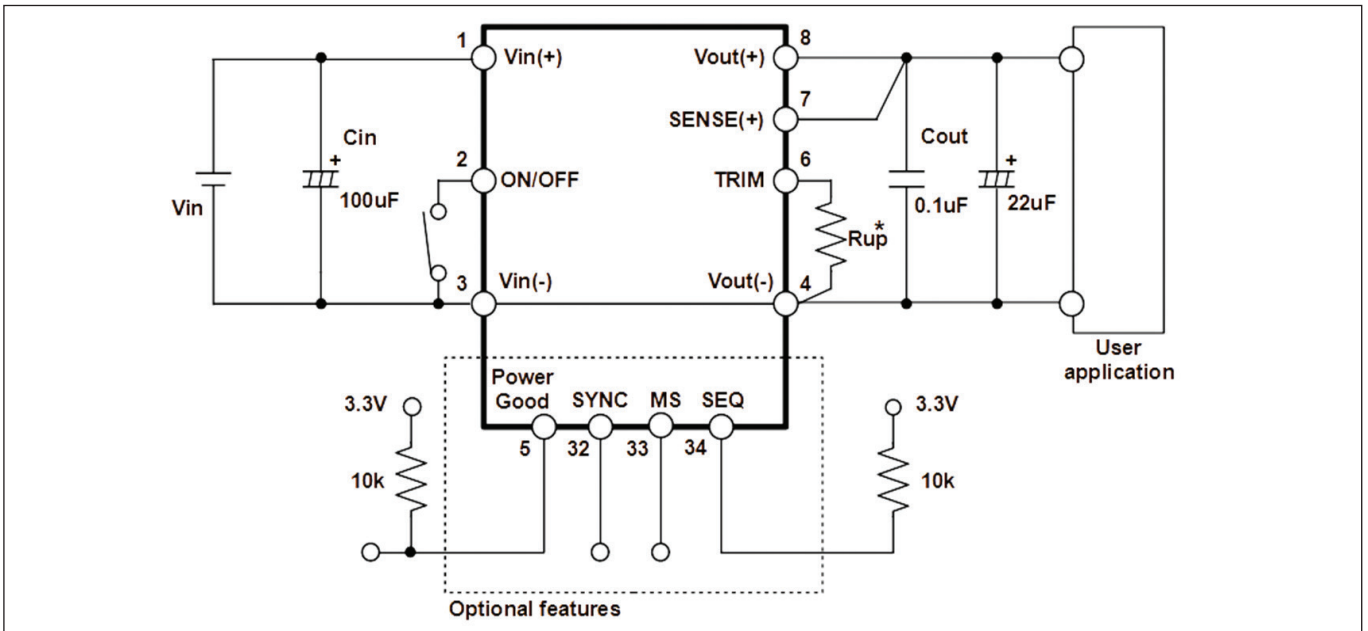 1
Vin(+)
Vout(+)
8
7
SENSE(+)
Cin
+
100uF
2
ON/OFF
TRIM
6
Cout
+
0.1uF
22uF
Rup*
Vin
3
Vin(-)
Vout(-)
4
User
application
Power
Good
SYNC
MS
SEQ
5
32
33
34
3.3V
10k
3.3V
10k
Optional features